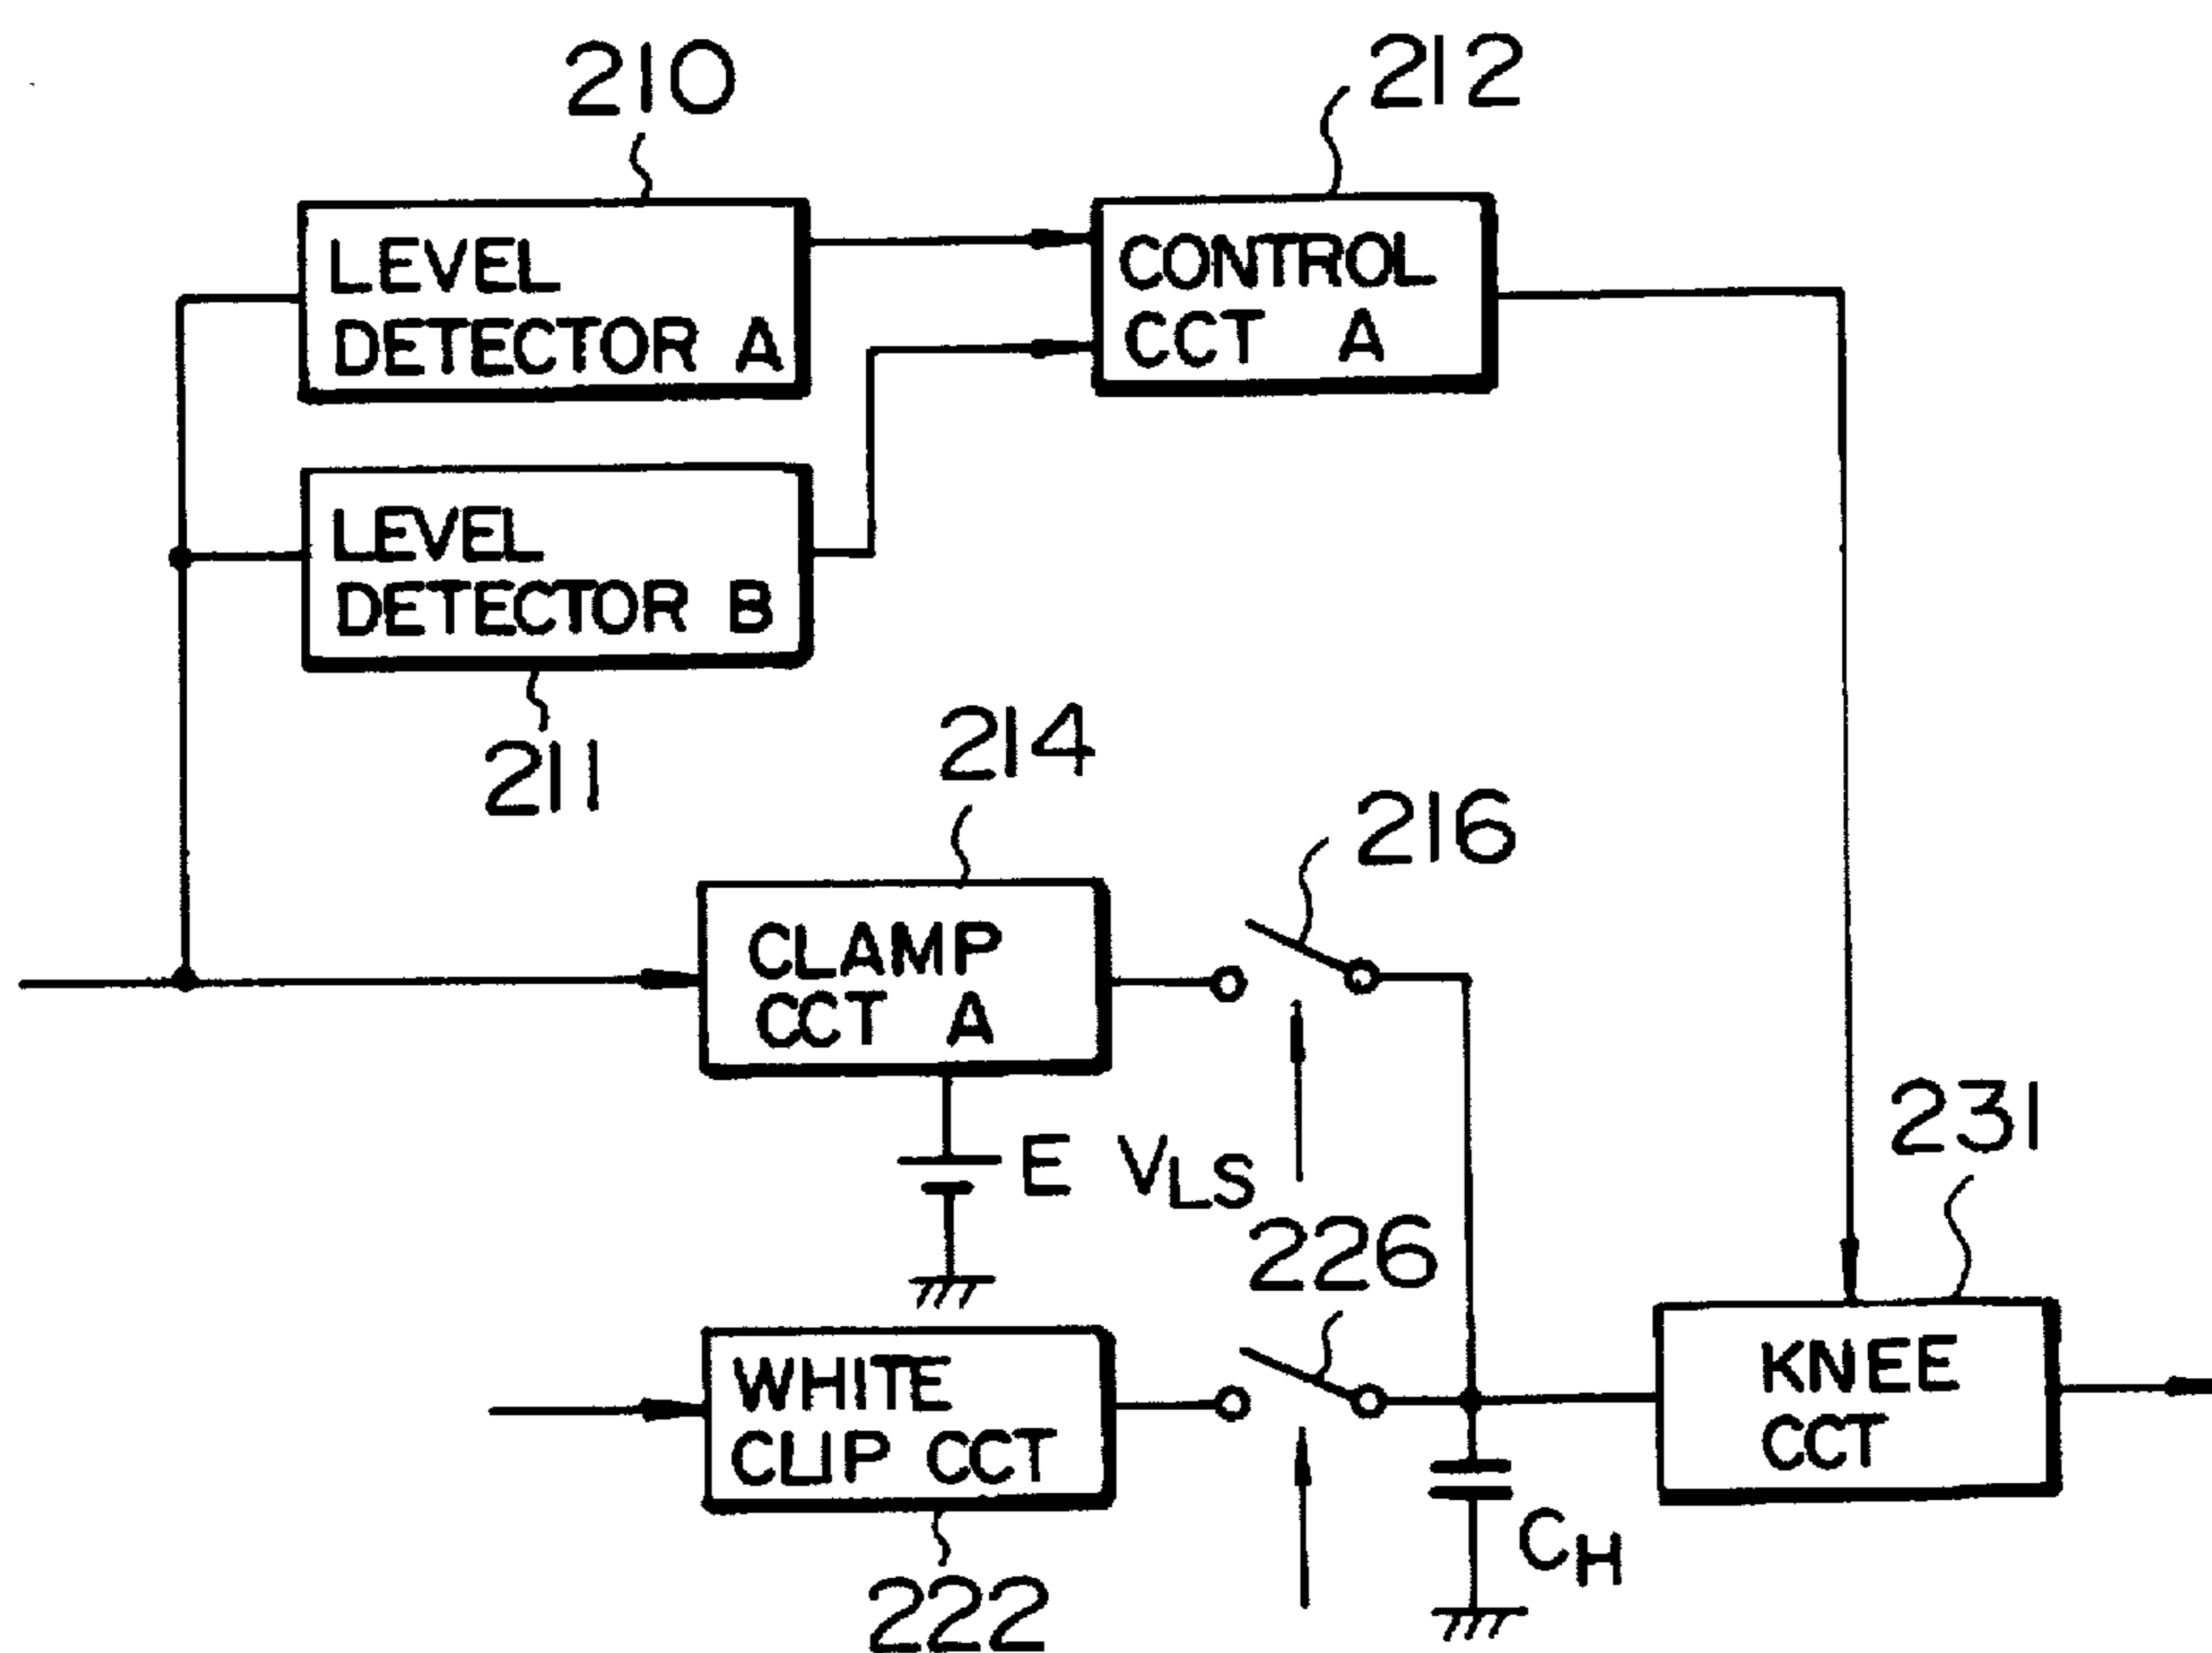 210
212
LEVEL
DETECTOR A
CONTROL
CCT A
LEVEL
DETECTOR B
211
214
216
CLAMP
CCT A
E
VLS
226
231
WHITE
CLIP CCT
KNEE
CCT
CH
222